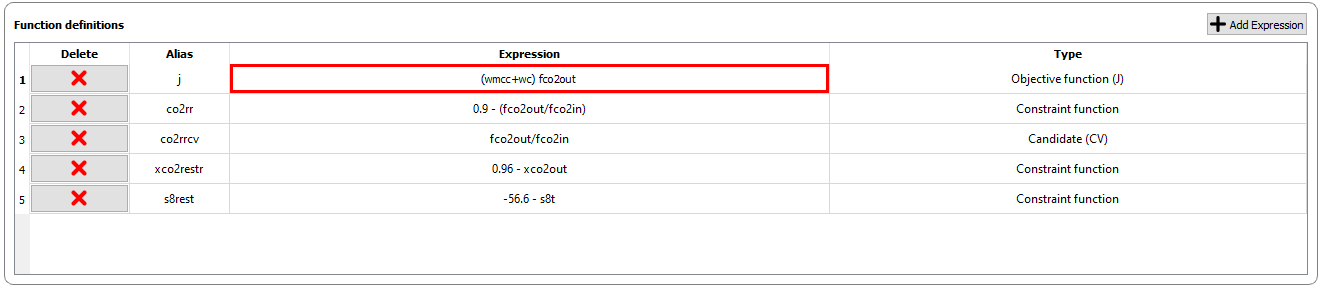 Function definitions
Add Expression
Delete Alias Expression Type
1 j (wmcc+wc) fco2out Objective function (J)
2 co2rr 0.9 - (fco2out/fco2in) Constraint function
3 co2rrcv fco2out/fco2in Candidate (CV)
4 xco2restr 0.96 - xco2out Constraint function
5 s8rest -56.6 - s8t Constraint function